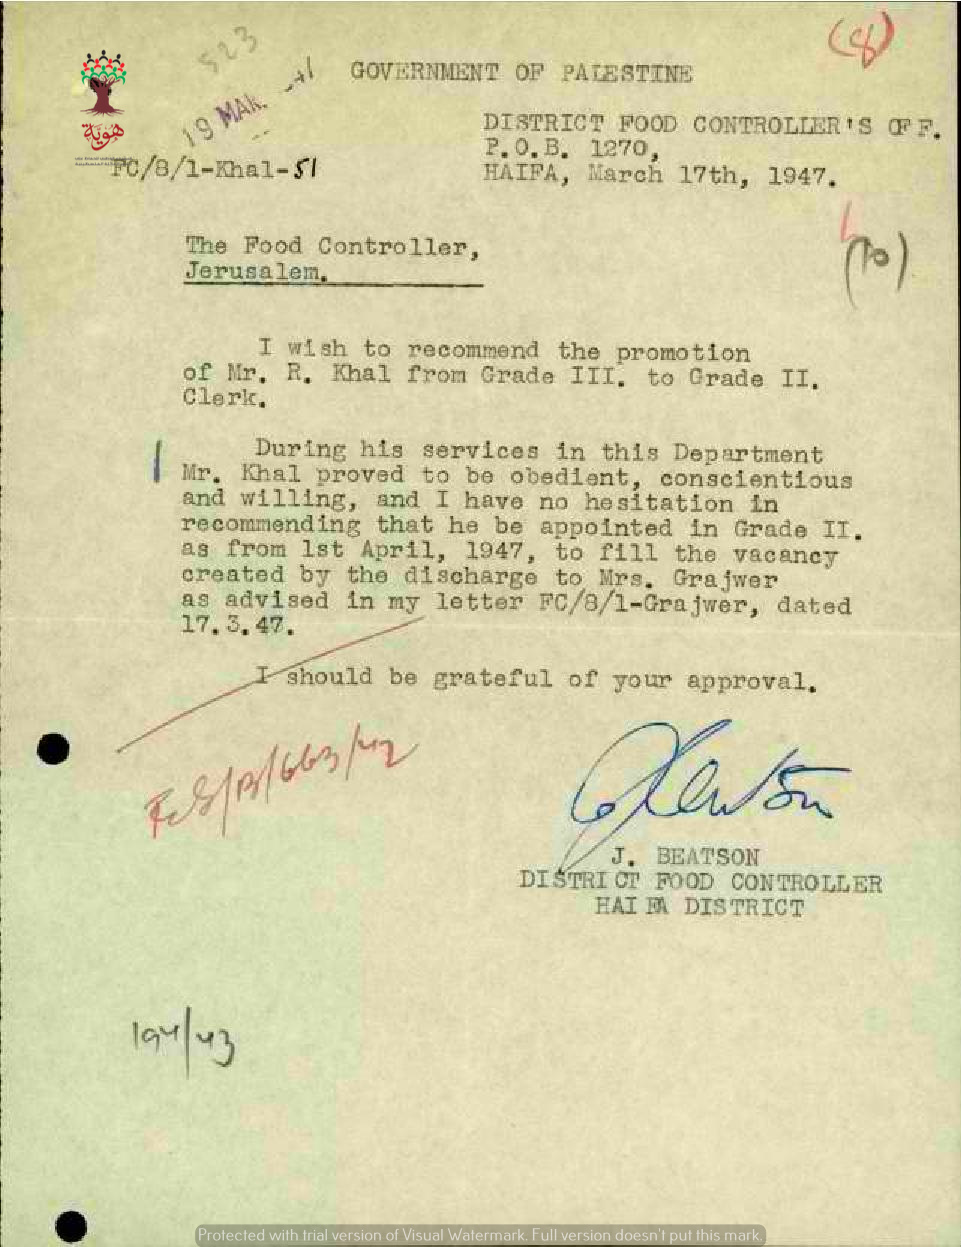 (8)
523
19 MAR.
GOVERNMENT OF PALESTINE
هوية
DISTRICT FOOD CONTROLLER'S OFF.
P.O.B. 1270,
FC/8/1-Khal-51
HAIFA, March 17th, 1947.
The Food Controller,
Jerusalem.
(10)
I wish to recommend the promotion
of Mr. R. Khal from Grade III. to Grade II.
Clerk.
During his services in this Department
Mr. Khal proved to be obedient, conscientious
and willing, and I have no hesitation in
recommending that he be appointed in Grade II.
as from 1st April, 1947, to fill the vacancy
created by the discharge to Mrs. Grajwer
as advised in my letter FC/8/1-Grajwer, dated
17.3.47.
I should be grateful of your approval.
J. BEATSON
DISTRICT FOOD CONTROLLER
HAIFA DISTRICT
194/43
Protected with trial version of Visual Watermark. Full version doesn't put this mark.